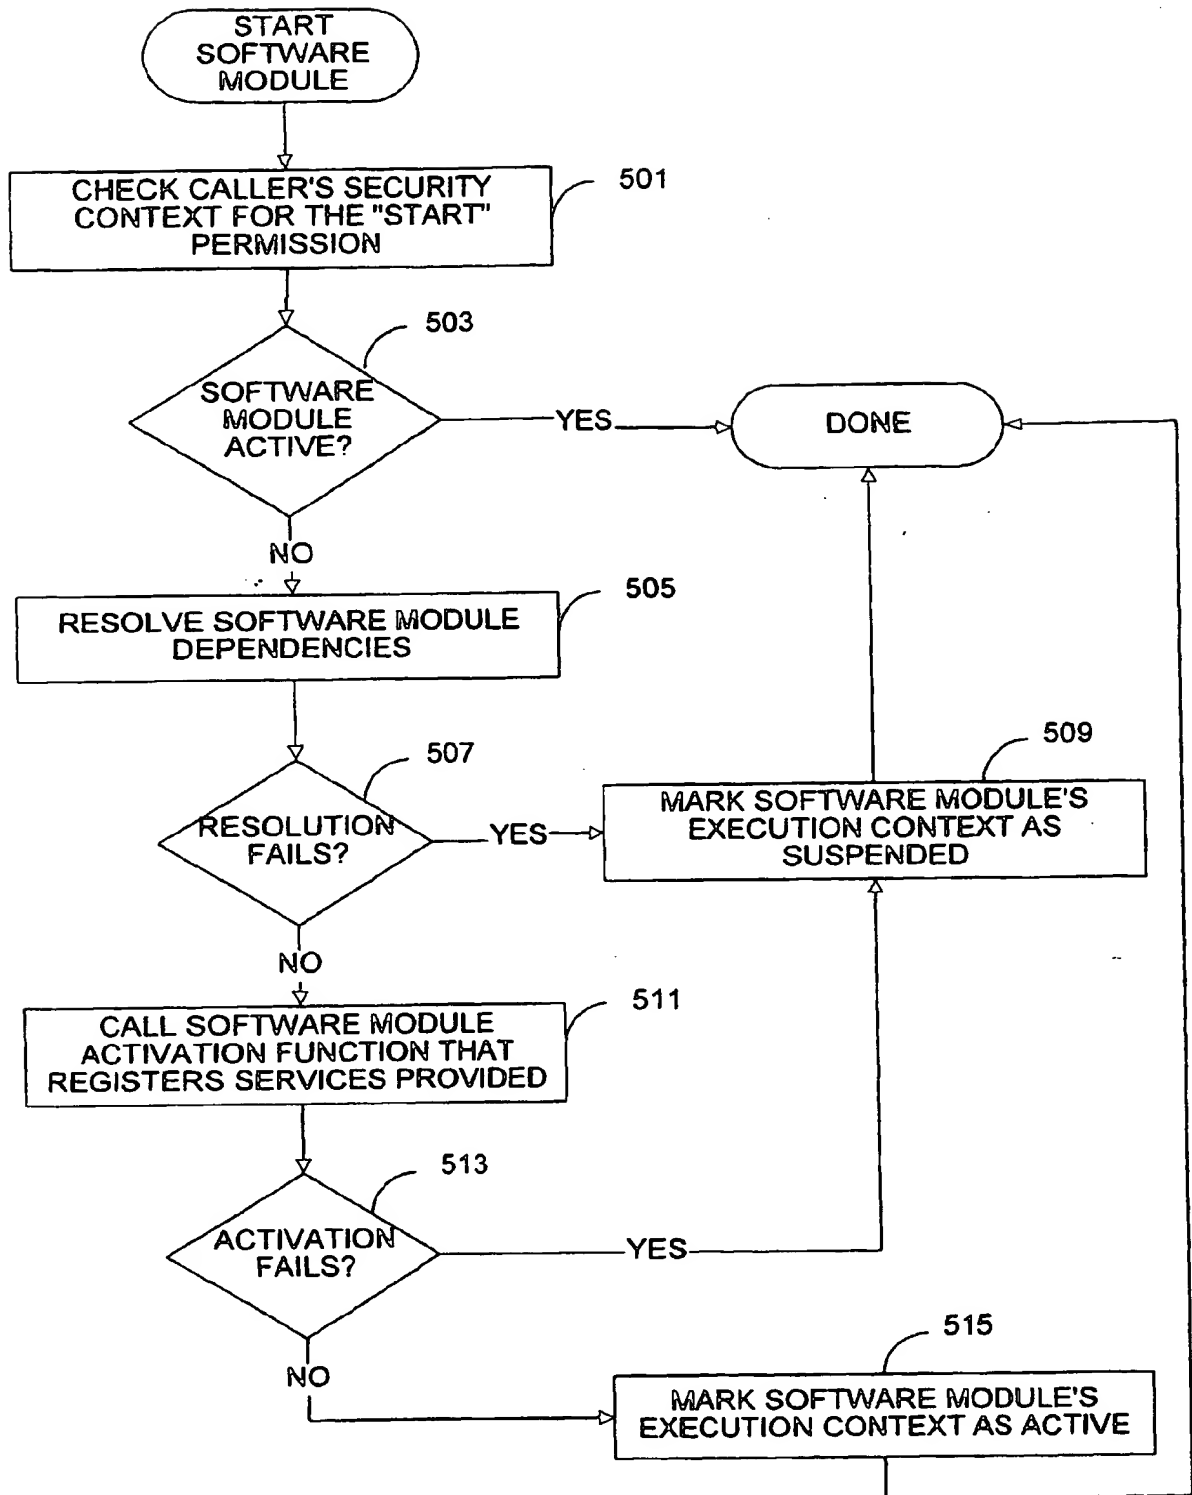 START
SOFTWARE
MODULE
CHECK CALLER'S SECURITY
CONTEXT FOR THE "START"
PERMISSION
501
503
SOFTWARE
MODULE
ACTIVE?
YES
DONE
NO
RESOLVE SOFTWARE MODULE
DEPENDENCIES
505
507
RESOLUTION
FAILS?
YES
509
MARK SOFTWARE MODULE'S
EXECUTION CONTEXT AS
SUSPENDED
NO
CALL SOFTWARE MODULE
ACTIVATION FUNCTION THAT
REGISTERS SERVICES PROVIDED
511
513
ACTIVATION
FAILS?
YES
NO
515
MARK SOFTWARE MODULE'S
EXECUTION CONTEXT AS ACTIVE